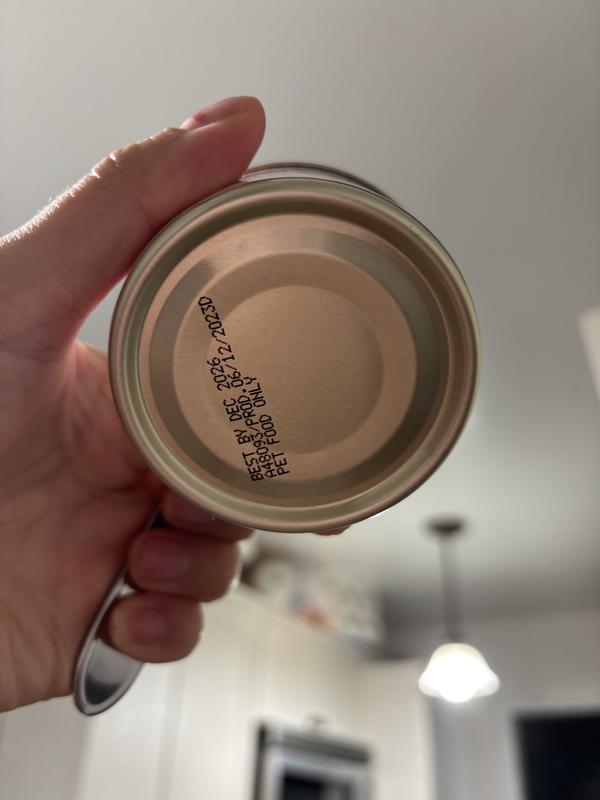 BEST BY DEC 2026
A48093/PROD. 06/12/2023D
PET FOOD ONLY